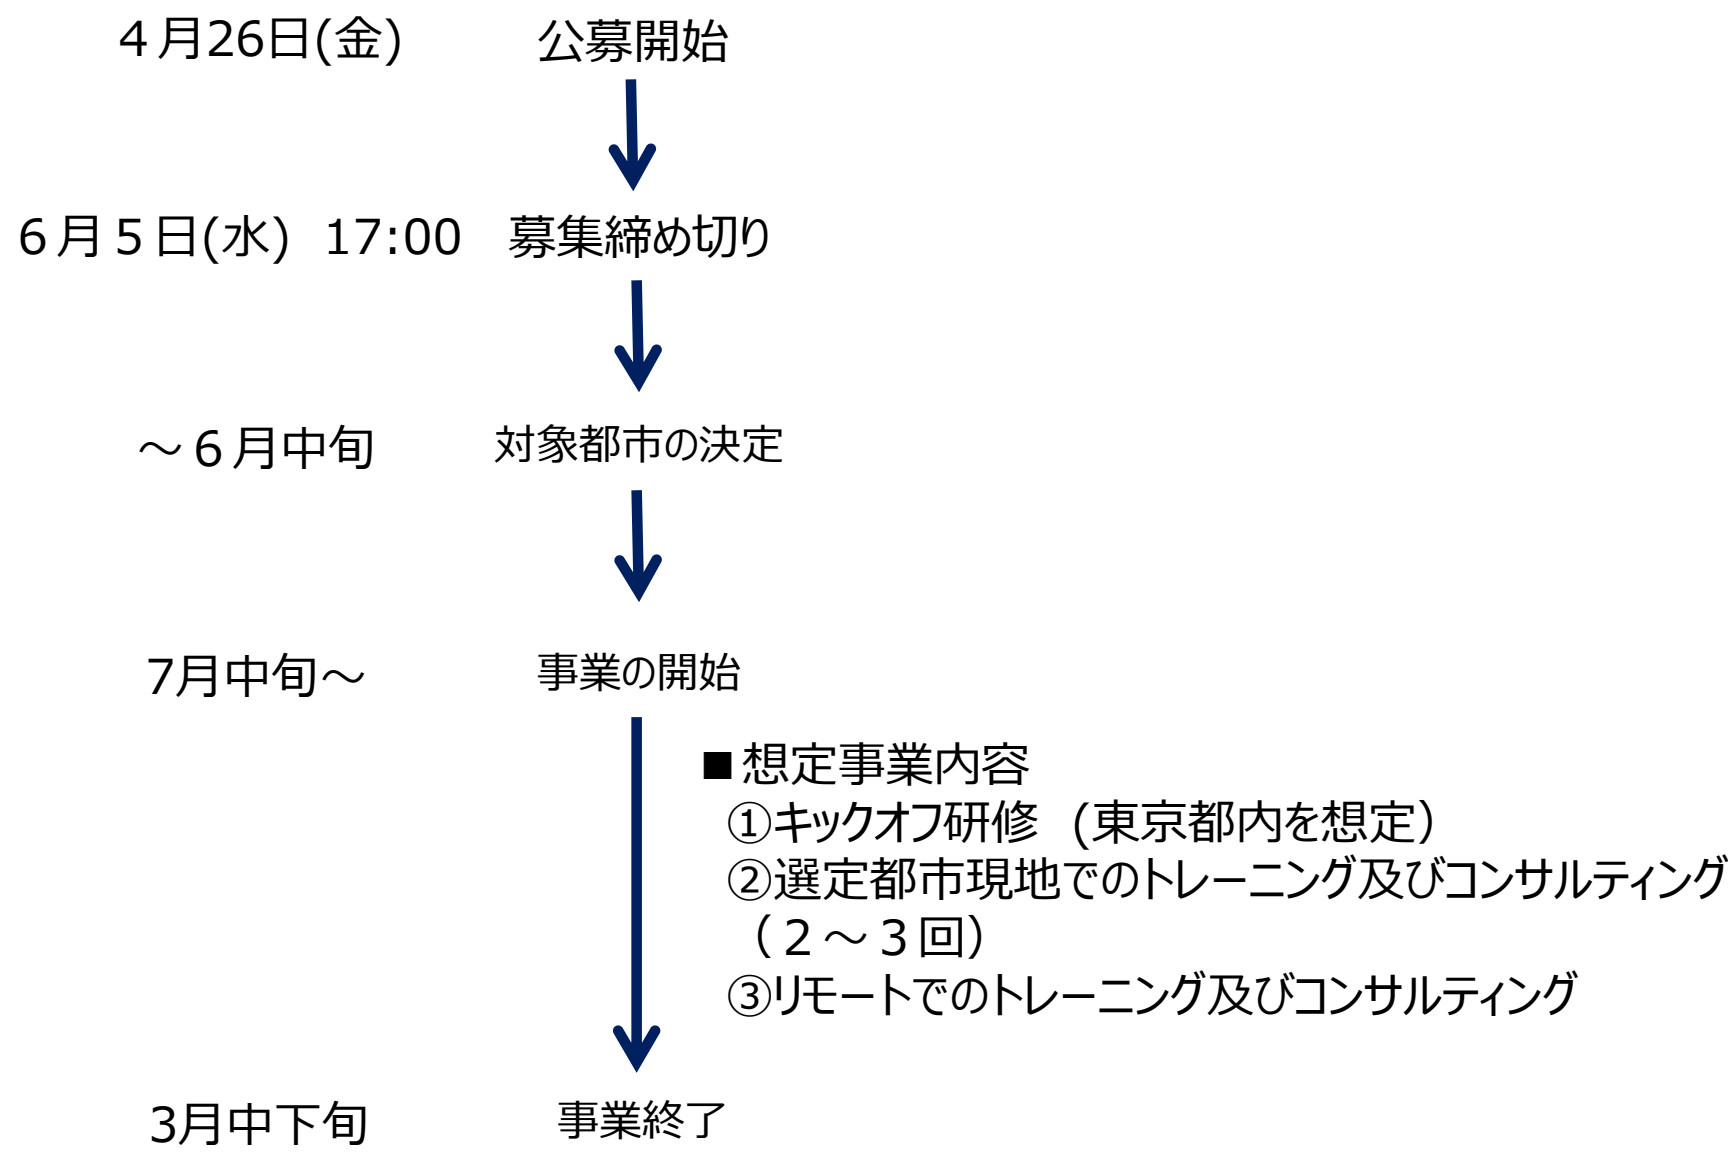 ４月26日(金)　公募開始
６月５日(水)　17:00　募集締め切り
～６月中旬　対象都市の決定
7月中旬～　事業の開始
■想定事業内容
①キックオフ研修　(東京都内を想定）
②選定都市現地でのトレーニング及びコンサルティング
（２～３回）
③リモートでのトレーニング及びコンサルティング
3月中下旬　事業終了